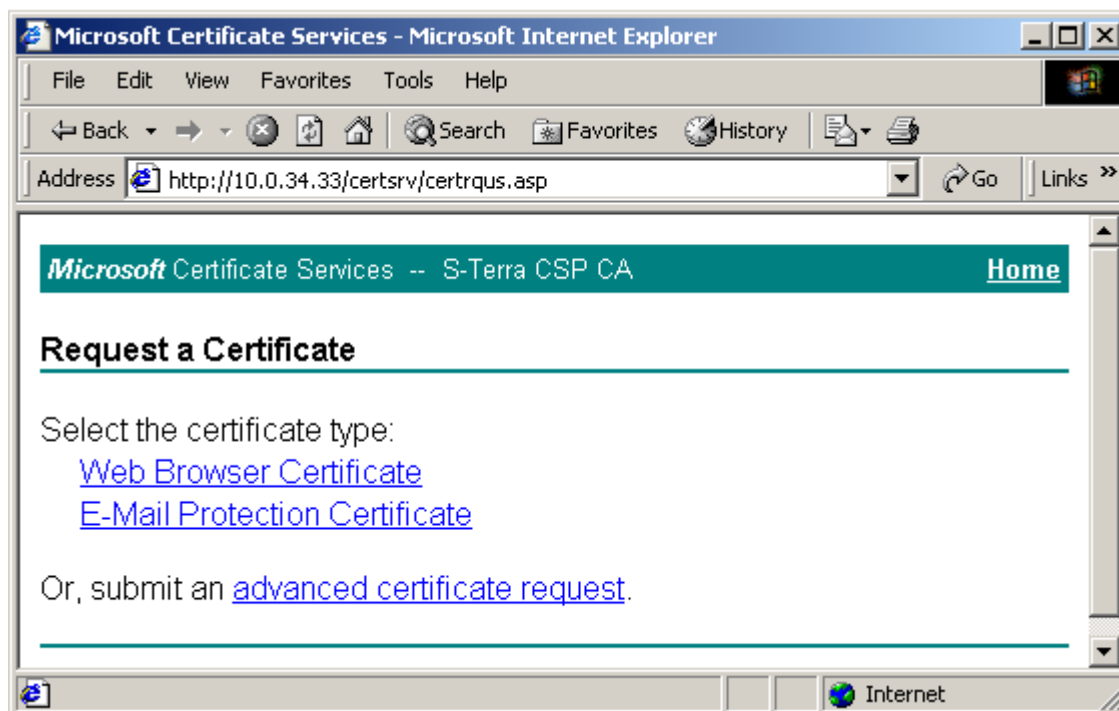 Microsoft Certificate Services - Microsoft Internet Explorer
File Edit View Favorites Tools Help
Back Search Favorites History
Address http://10.0.34.33/certsrv/certrqus.asp Go Links »
Microsoft Certificate Services -- S-Terra CSP CA Home
Request a Certificate
Select the certificate type:
Web Browser Certificate
E-Mail Protection Certificate
Or, submit an advanced certificate request.
Internet